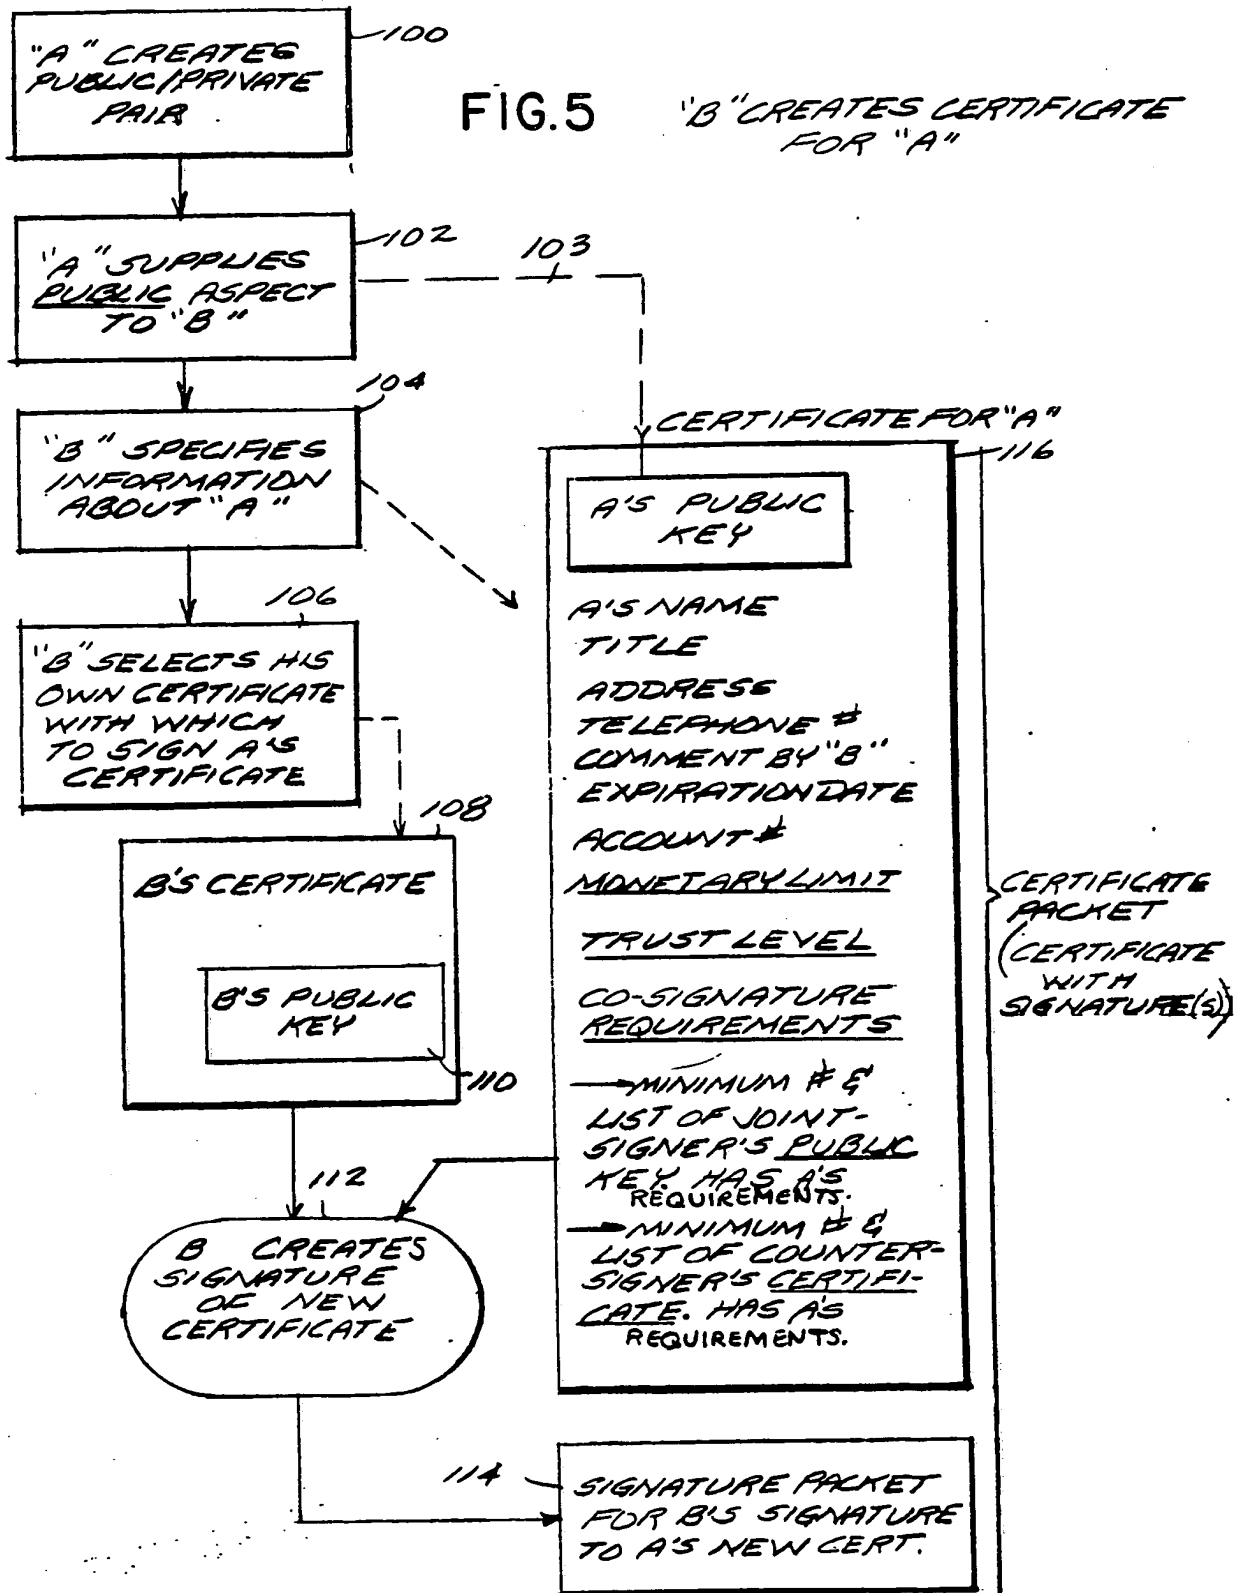 "A" CREATES
PUBLIC/PRIVATE
PAIR
100
FIG.5
"B" CREATES CERTIFICATE
FOR "A"
"A" SUPPLIES
PUBLIC ASPECT
TO "B"
102
103
"B" SPECIFIES
INFORMATION
ABOUT "A"
104
"B" SELECTS HIS
OWN CERTIFICATE
WITH WHICH
TO SIGN A'S
CERTIFICATE
106
B'S CERTIFICATE
108
B'S PUBLIC
KEY
110
B CREATES
SIGNATURE
OF NEW
CERTIFICATE
112
CERTIFICATE FOR "A"
116
A'S PUBLIC
KEY
A'S NAME
TITLE
ADDRESS
TELEPHONE #
COMMENT BY "B"
EXPIRATION DATE
ACCOUNT #
MONETARY LIMIT
TRUST LEVEL
CO-SIGNATURE
REQUIREMENTS
MINIMUM # &
LIST OF JOINT-
SIGNER'S PUBLIC
KEY. HAS A'S
REQUIREMENTS.
MINIMUM # &
LIST OF COUNTER-
SIGNER'S CERTIFI-
CATE. HAS A'S
REQUIREMENTS.
CERTIFICATE
PACKET
(CERTIFICATE
WITH
SIGNATURE(S))
114
SIGNATURE PACKET
FOR B'S SIGNATURE
TO A'S NEW CERT.